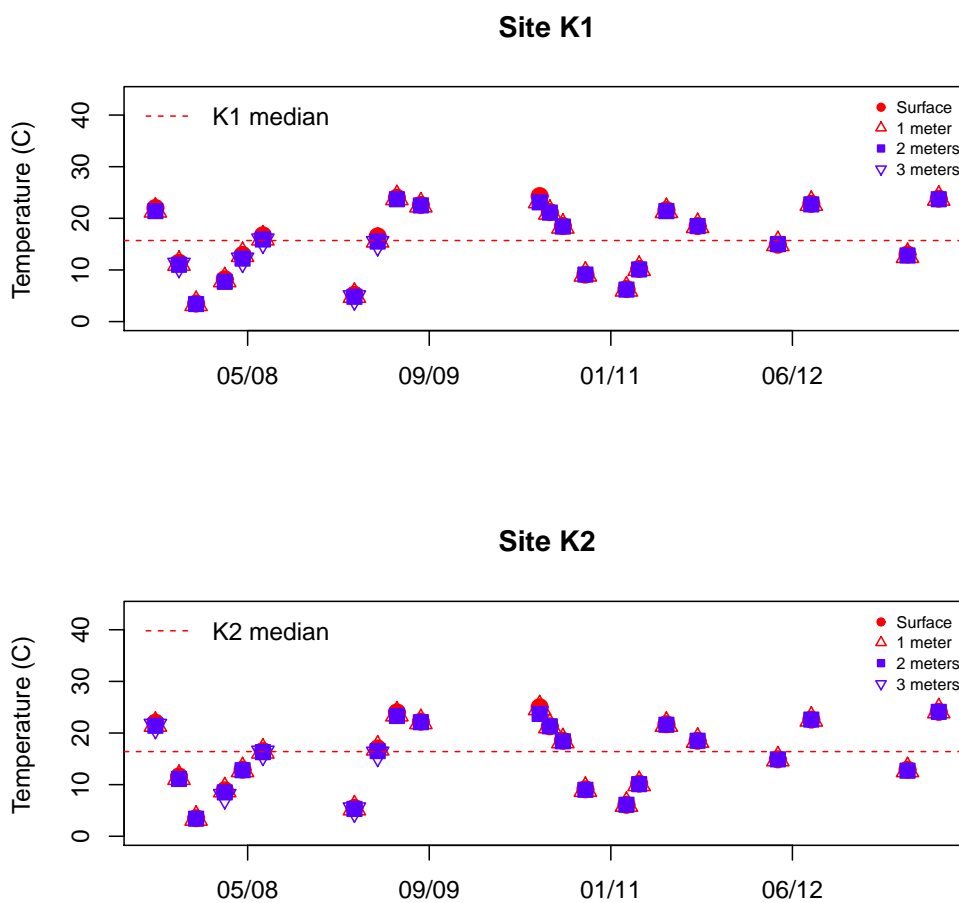 Site K1
Temperature (C)
40
30
20
10
0
K1 median
Surface
1 meter
2 meters
3 meters
05/08 09/09 01/11 06/12
Site K2
Temperature (C)
40
30
20
10
0
K2 median
Surface
1 meter
2 meters
3 meters
05/08 09/09 01/11 06/12